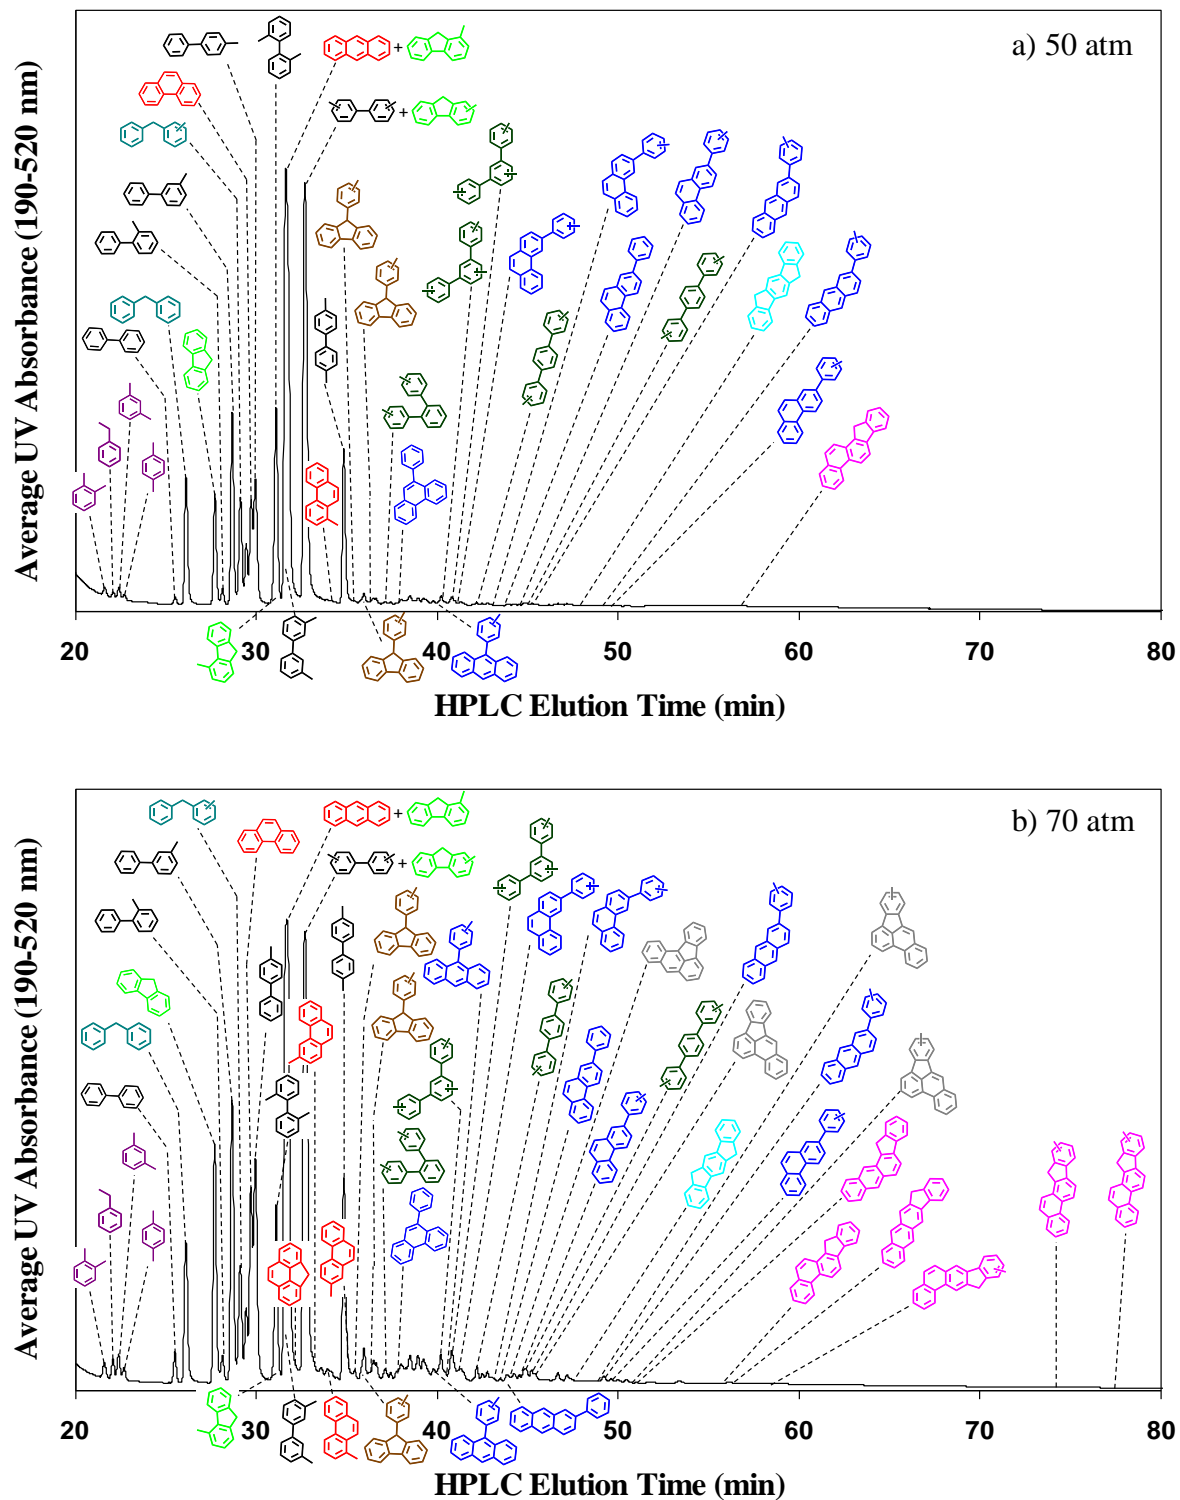 a) 50 atm
Average UV Absorbance (190-520 nm)
+
+
20 30 40 50 60 70 80
HPLC Elution Time (min)
b) 70 atm
Average UV Absorbance (190-520 nm)
+
+
20 30 40 50 60 70 80
HPLC Elution Time (min)